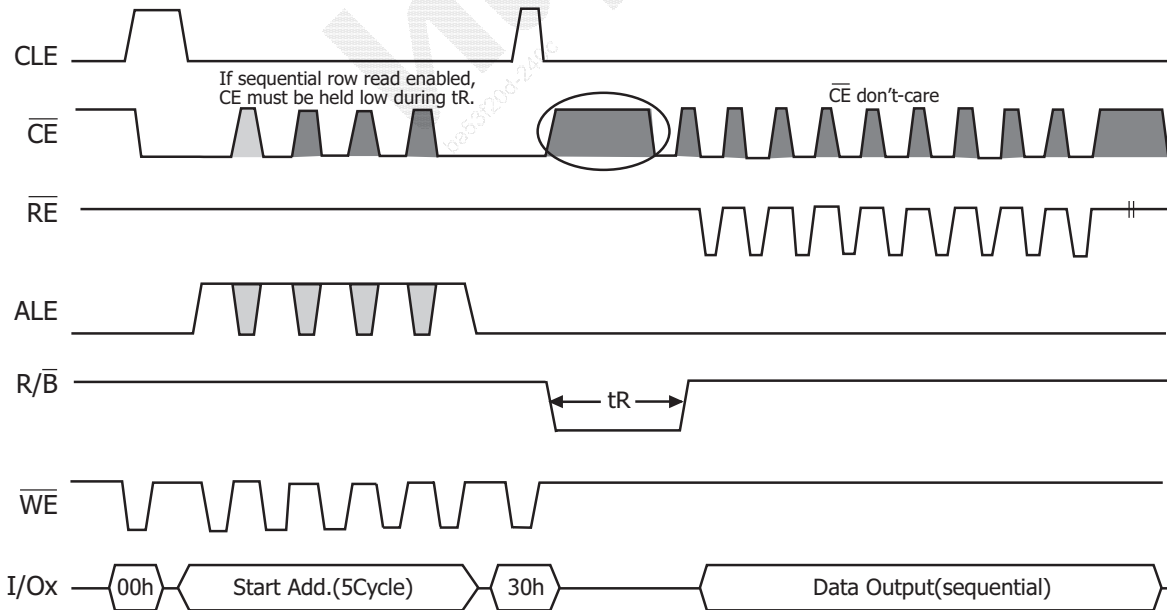 CLE
If sequential row read enabled,
CE must be held low during tR.
CE don't-care
CE
RE
ALE
R/B
tR
WE
I/Ox
00h
Start Add.(5Cycle)
30h
Data Output(sequential)